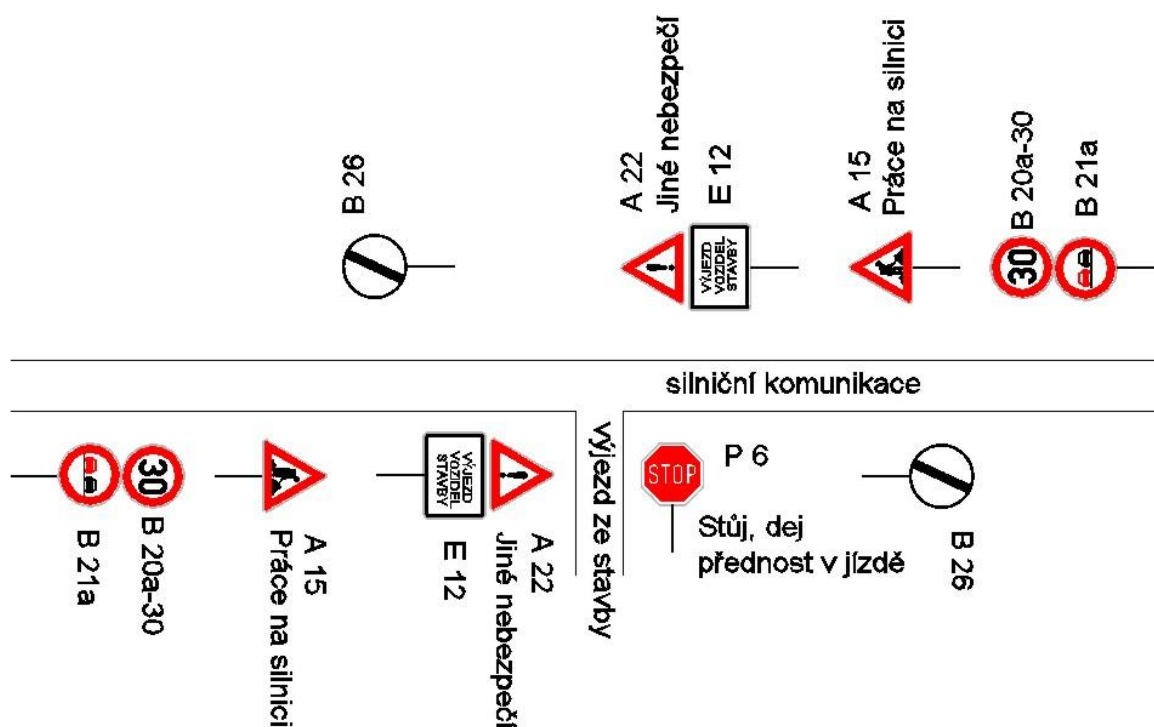 B 26
A 22
Jiné nebezpečí
E 12
VÝJEZD
VOZIDEL
STAVBY
A 15
Práce na silnici
B 20a-30
30
B 21a
silniční komunikace
B 21a
30
B 20a-30
A 15
Práce na silnici
VÝJEZD
VOZIDEL
STAVBY
E 12
A 22
Jiné nebezpečí
výjezd ze stavby
STOP
P 6
Stůj, dej
přednost v jízdě
B 26